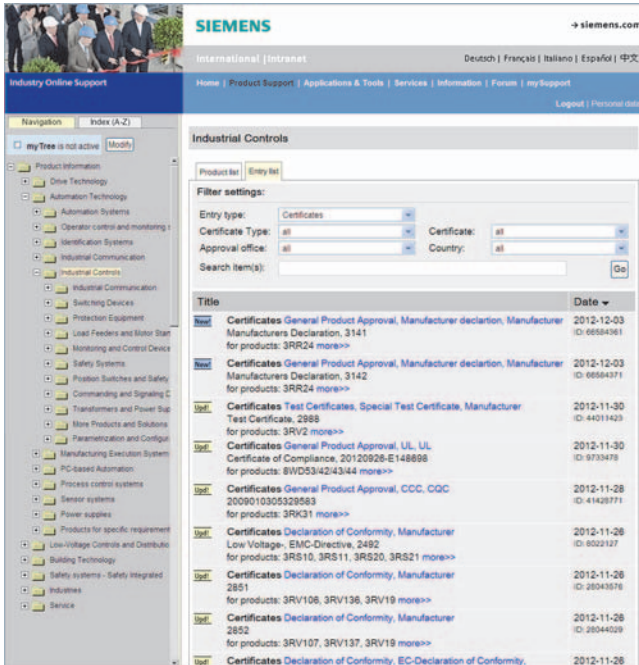 SIEMENS
→ siemens.com
International |Intranet
Deutsch | Français | Italiano | Español | 中文
Industry Online Support
Home | Product Support | Applications & Tools | Services | Information | Forum | mySupport
Logout | Personal data
Navigation
Index (A-Z)
myTree is not active
Modify
Product Information
Drive Technology
Automation Technology
Automation Systems
Operator control and monitoring s
Identification Systems
Industrial Communication
Industrial Controls
Industrial Communication
Switching Devices
Protection Equipment
Load Feeders and Motor Start
Monitoring and Control Device
Safety Systems
Position Switches and Safety
Commanding and Signaling D
Transformers and Power Sup
More Products and Solutions
Parametrization and Configur
Manufacturing Execution System
PC-based Automation
Process control systems
Sensor systems
Power supplies
Products for specific requirement
Low-Voltage Controls and Distributio
Building Technology
Safety systems - Safety Integrated
Industries
Service
Industrial Controls
Product list
Entry list
Filter settings:
Entry type:
Certificates
Certificate Type:
all
Certificate:
all
Approval office:
all
Country:
all
Search item(s):
Go
Title
Date
New!
Certificates General Product Approval, Manufacturer declartion, Manufacturer
2012-12-03
Manufacturers Declaration, 3141
ID: 66584361
for products: 3RR24 more>>
New!
Certificates General Product Approval, Manufacturer declartion, Manufacturer
2012-12-03
Manufacturers Declaration, 3142
ID: 66584371
for products: 3RR24 more>>
Upd!
Certificates Test Certificates, Special Test Certificate, Manufacturer
2012-11-30
Test Certificate, 2988
ID: 44011423
for products: 3RV2 more>>
Upd!
Certificates General Product Approval, UL, UL
2012-11-30
Certificate of Compliance, 20120926-E148698
ID: 9733478
for products: 8WD53/42/43/44 more>>
Upd!
Certificates General Product Approval, CCC, CQC
2012-11-28
2009010305329583
ID: 41428771
for products: 3RK31 more>>
Upd!
Certificates Declaration of Conformity, Manufacturer
2012-11-26
Low Voltage-, EMC-Directive, 2492
ID: 8022127
for products: 3RS10, 3RS11, 3RS20, 3RS21 more>>
Upd!
Certificates Declaration of Conformity, Manufacturer
2012-11-26
2851
ID: 28043576
for products: 3RV106, 3RV136, 3RV19 more>>
Upd!
Certificates Declaration of Conformity, Manufacturer
2012-11-26
2852
ID: 28044029
for products: 3RV107, 3RV137, 3RV19 more>>
Upd!
Certificates Declaration of Conformity, EC-Declaration of Conformity,
2012-11-26